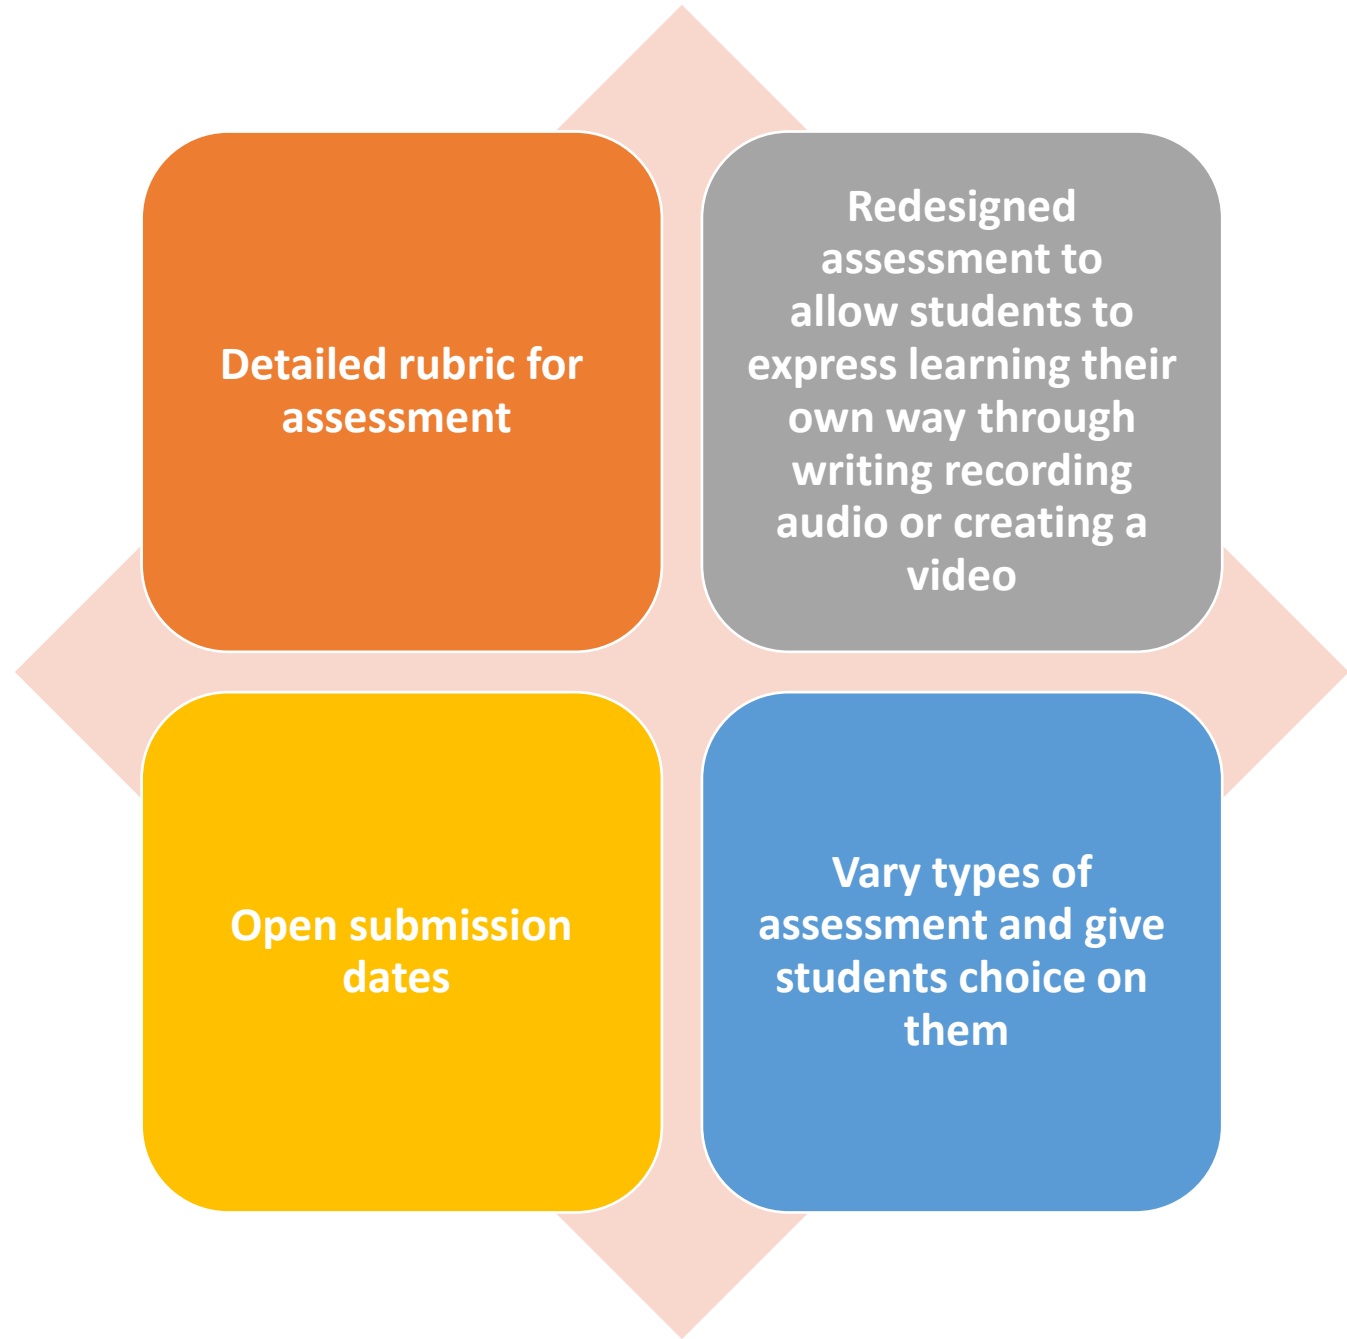 Detailed rubric for
assessment
Redesigned
assessment to
allow students to
express learning their
own way through
writing recording
audio or creating a
video
Open submission
dates
Vary types of
assessment and give
students choice on
them